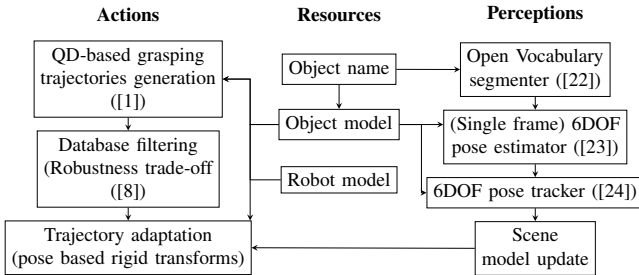 Actions
Resources
Perceptions
QD-based grasping
trajectories generation
([1])
Database filtering
(Robustness trade-off
([8])
Trajectory adaptation
(pose based rigid transforms)
Object name
Object model
Robot model
Open Vocabulary
segmenter ([22])
(Single frame) 6DOF
pose estimator ([23])
6DOF pose tracker ([24])
Scene
model update